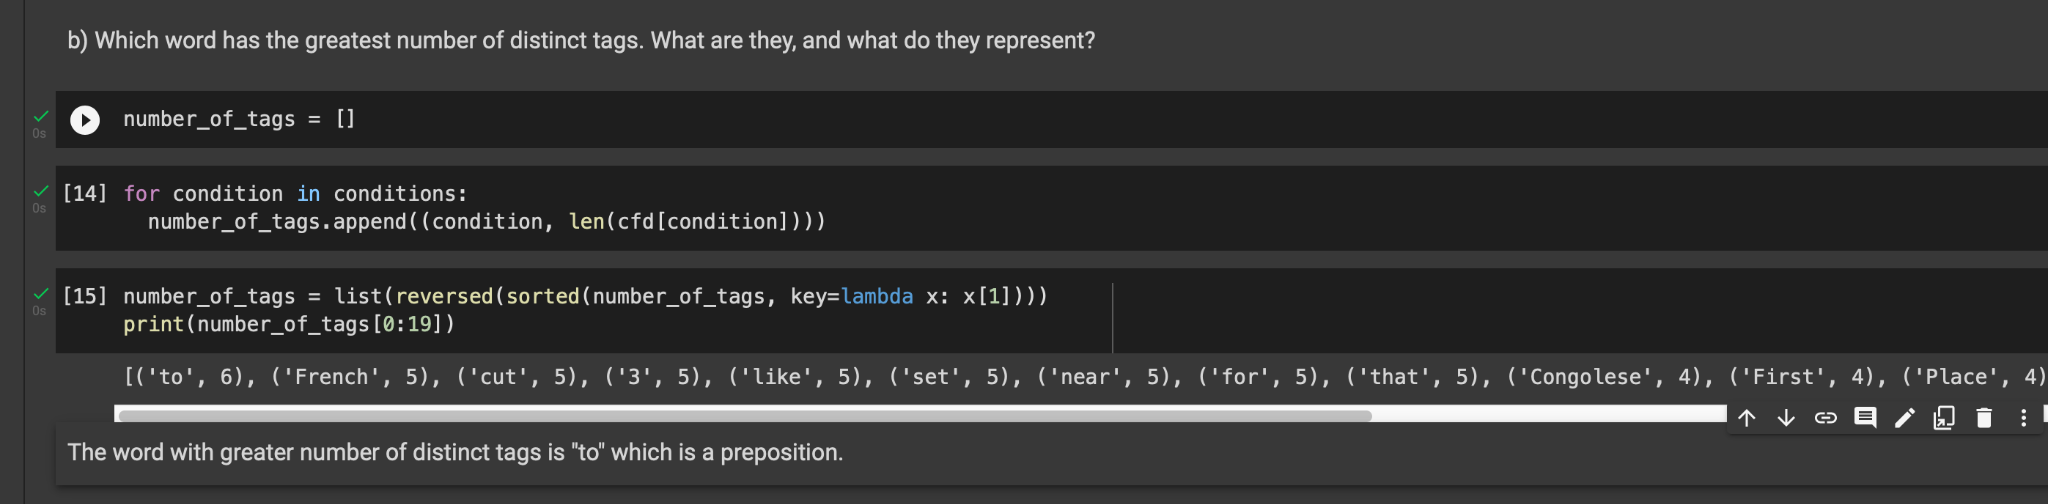 b) Which word has the greatest number of distinct tags. What are they, and what do they represent?
0s
number_of_tags = []
0s
[14] for condition in conditions:
number_of_tags.append((condition, len(cfd[condition])))
0s
[15] number_of_tags = list(reversed(sorted(number_of_tags, key=lambda x: x[1])))
print(number_of_tags[0:19])
[('to', 6), ('French', 5), ('cut', 5), ('3', 5), ('like', 5), ('set', 5), ('near', 5), ('for', 5), ('that', 5), ('Congolese', 4), ('First', 4), ('Place', 4)
The word with greater number of distinct tags is "to" which is a preposition.